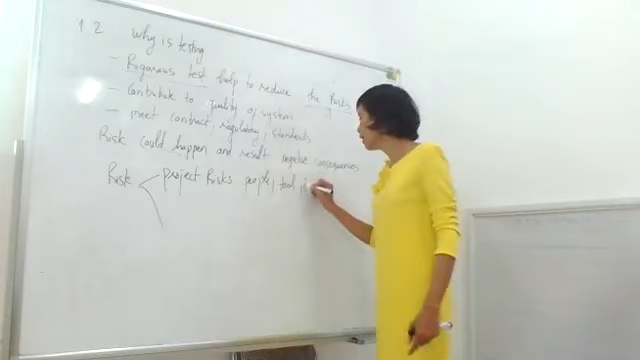 1 2 why is testing
- Rigorous test help to reduce the Risks
- Contribute to quality of system
- meet contract, regulatory, standards
Risk could happen and result negative consequences
Risk project Risks people, tool,